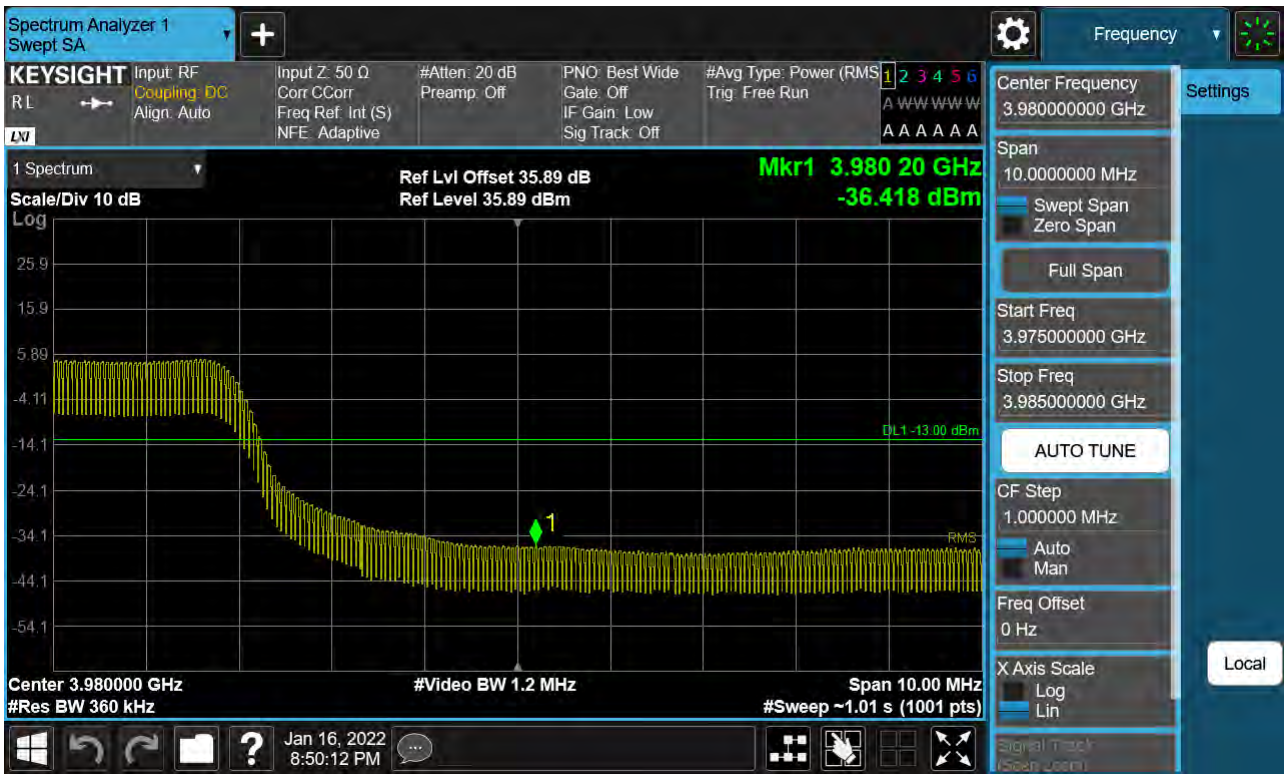 Spectrum Analyzer 1
Swept SA
Frequency
KEYSIGHT
RL
LXI
Input: RF
Coupling: DC
Align: Auto
Input Z: 50 Ω
Corr CCorr
Freq Ref: Int (S)
NFE: Adaptive
#Atten: 20 dB
Preamp: Off
PNO: Best Wide
Gate: Off
IF Gain: Low
Sig Track: Off
#Avg Type: Power (RMS
Trig: Free Run
1 2 3 4 5 6
A W W W W W
A A A A A A
1 Spectrum
Scale/Div 10 dB
Log
Ref Lvl Offset 35.89 dB
Ref Level 35.89 dBm
Mkr1 3.980 20 GHz
-36.418 dBm
25.9
15.9
5.89
-4.11
-14.1
-24.1
-34.1
-44.1
-54.1
DL1 -13.00 dBm
1
RMS
Center 3.980000 GHz
#Res BW 360 kHz
#Video BW 1.2 MHz
Span 10.00 MHz
#Sweep ~1.01 s (1001 pts)
Center Frequency
3.980000000 GHz
Settings
Span
10.0000000 MHz
Swept Span
Zero Span
Full Span
Start Freq
3.975000000 GHz
Stop Freq
3.985000000 GHz
AUTO TUNE
CF Step
1.000000 MHz
Auto
Man
Freq Offset
0 Hz
X Axis Scale
Log
Lin
Signal Track
(Span Zoom)
Local
?
Jan 16, 2022
8:50:12 PM